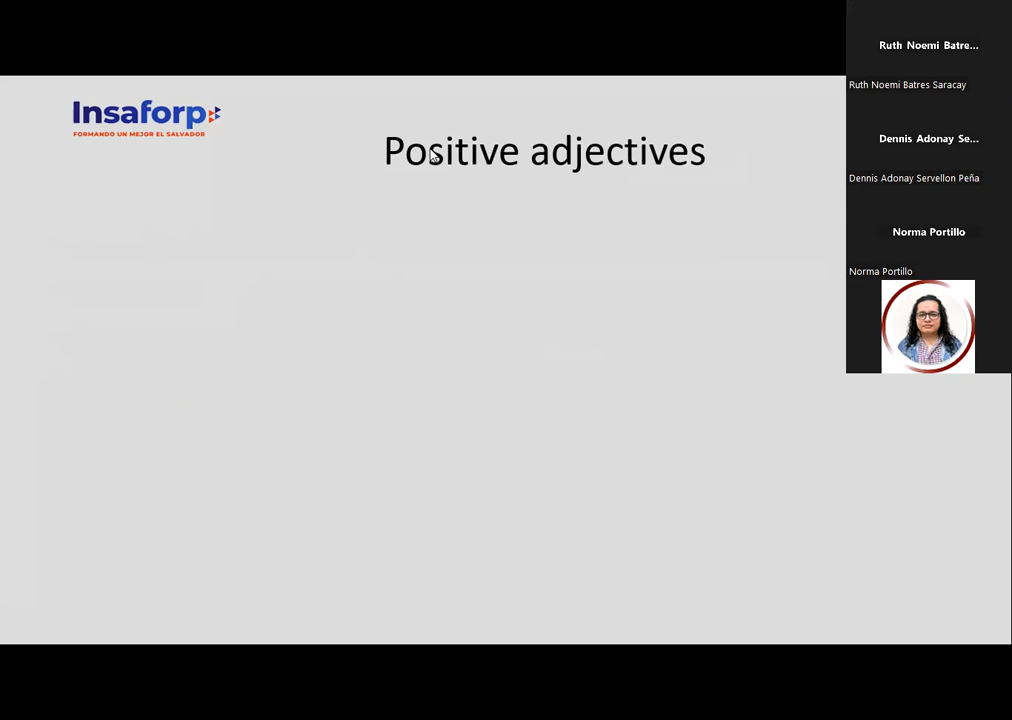 Insaforp
FORMANDO UN MEJOR EL SALVADOR
Positive adjectives
Ruth Noemi Batre...
Ruth Noemi Batres Saracay
Dennis Adonay Se...
Dennis Adonay Servellon Peña
Norma Portillo
Norma Portillo